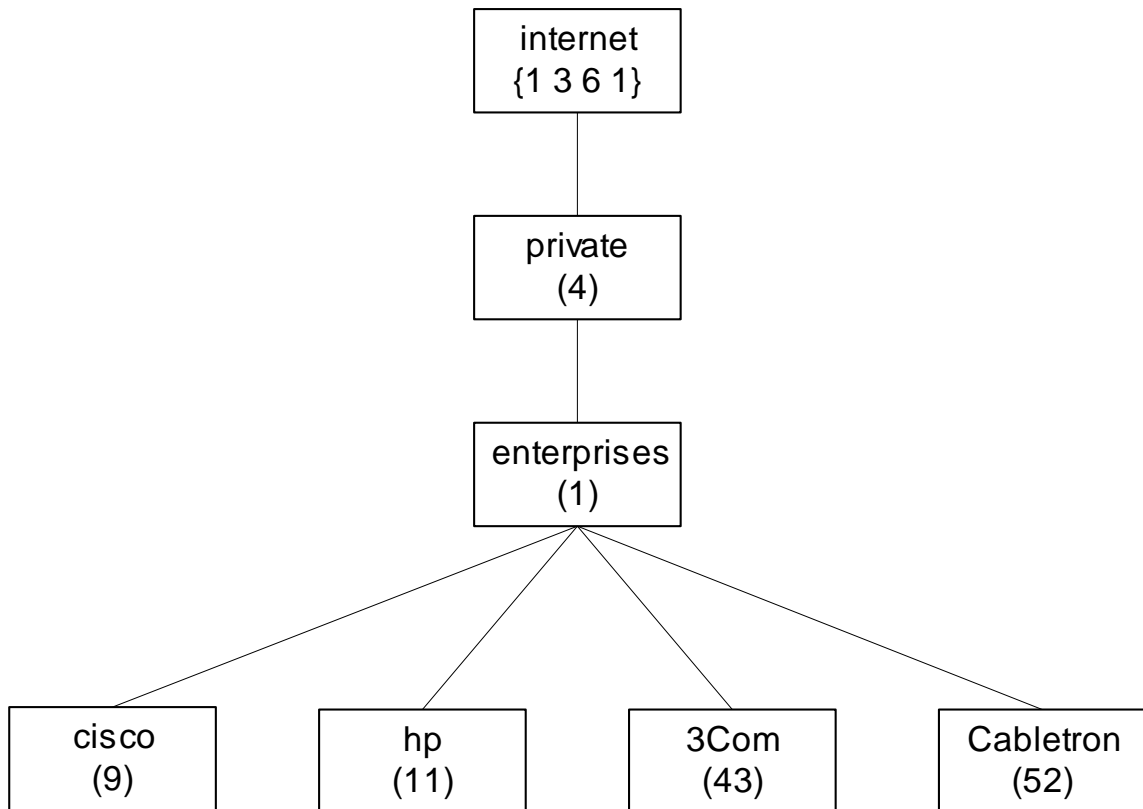 internet
{1 3 6 1}
private
(4)
enterprises
(1)
cisco
(9)
hp
(11)
3Com
(43)
Cabletron
(52)